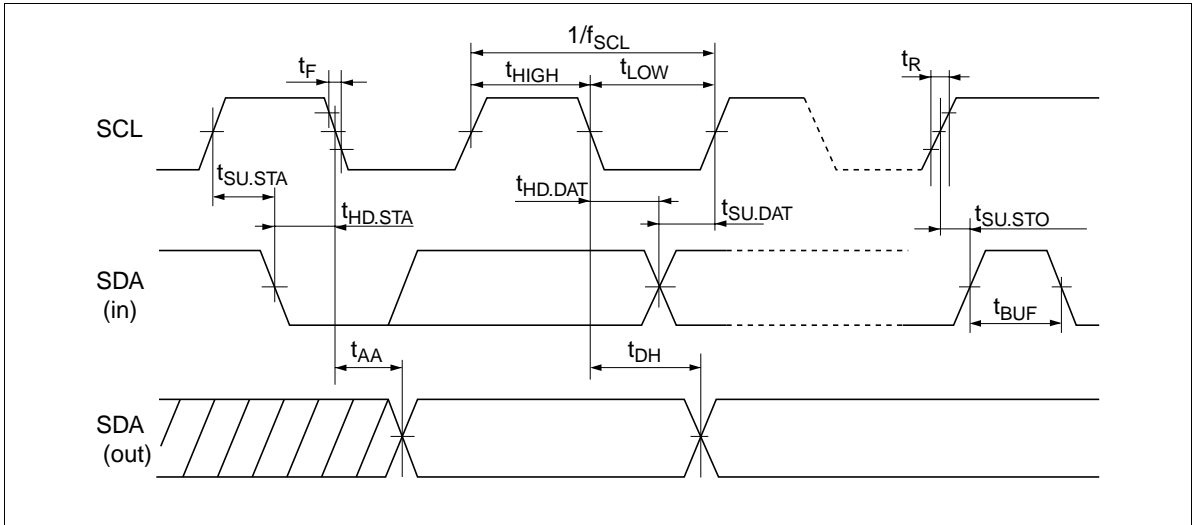 1/fSCL
tF
tHIGH
tLOW
tR
SCL
tSU.STA
tHD.DAT
tHD.STA
tSU.DAT
tSU.STO
SDA
(in)
tBUF
tAA
tDH
SDA
(out)